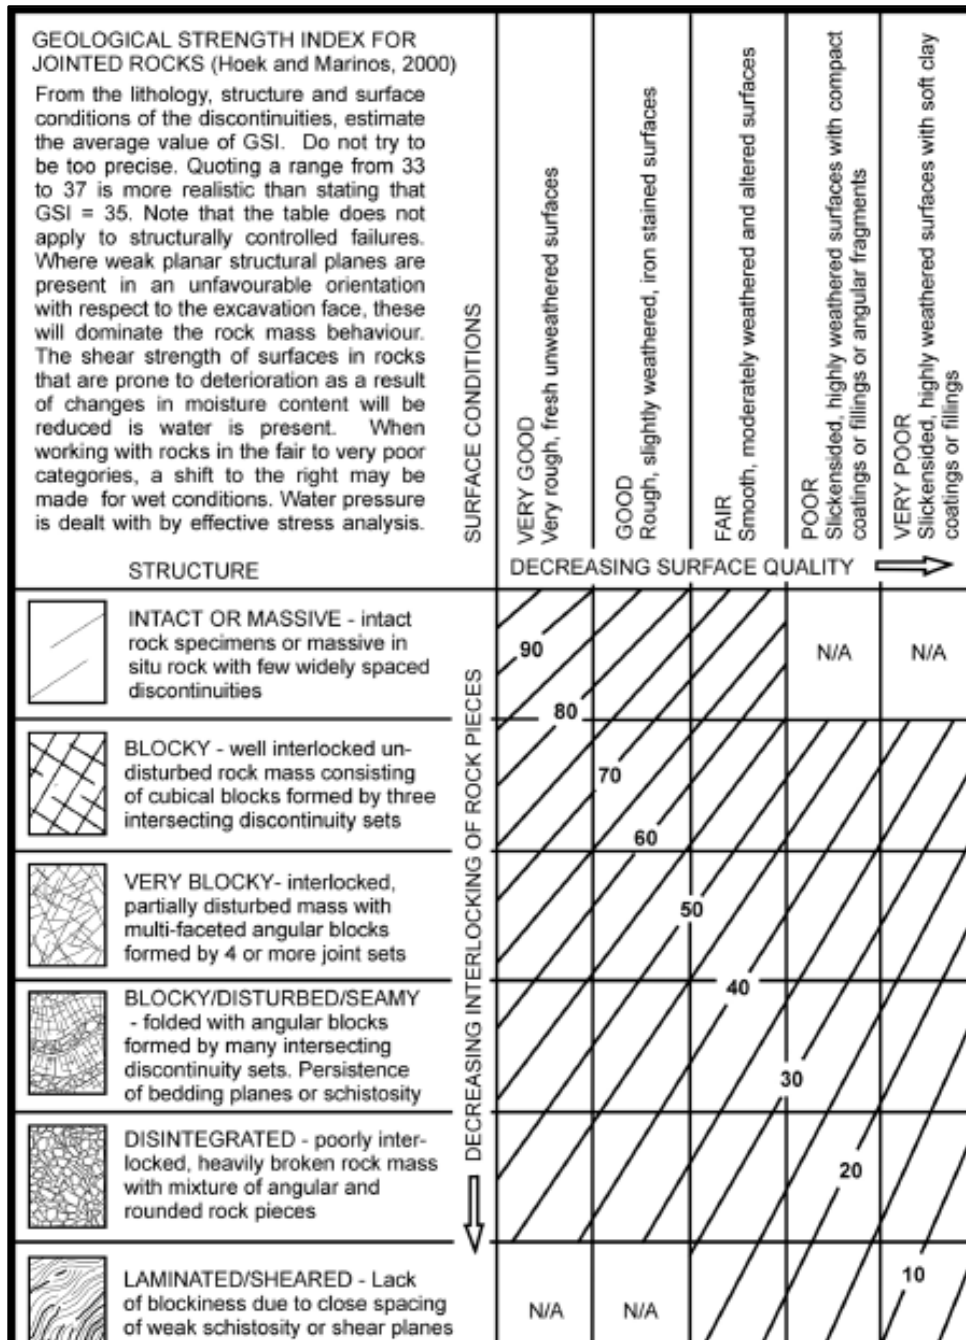 GEOLOGICAL STRENGTH INDEX FOR
JOINTED ROCKS (Hoek and Marinos, 2000)
From the lithology, structure and surface
conditions of the discontinuities, estimate
the average value of GSI. Do not try to
be too precise. Quoting a range from 33
to 37 is more realistic than stating that
GSI = 35. Note that the table does not
apply to structurally controlled failures.
Where weak planar structural planes are
present in an unfavourable orientation
with respect to the excavation face, these
will dominate the rock mass behaviour.
The shear strength of surfaces in rocks
that are prone to deterioration as a result
of changes in moisture content will be
reduced is water is present. When
working with rocks in the fair to very poor
categories, a shift to the right may be
made for wet conditions. Water pressure
is dealt with by effective stress analysis.
STRUCTURE
SURFACE CONDITIONS
VERY GOOD
Very rough, fresh unweathered surfaces
GOOD
Rough, slightly weathered, iron stained surfaces
FAIR
Smooth, moderately weathered and altered surfaces
POOR
Slickensided, highly weathered surfaces with compact
coatings or fillings or angular fragments
VERY POOR
Slickensided, highly weathered surfaces with soft clay
coatings or fillings
DECREASING SURFACE QUALITY
DECREASING INTERLOCKING OF ROCK PIECES
INTACT OR MASSIVE - intact
rock specimens or massive in
situ rock with few widely spaced
discontinuities
90
N/A
N/A
80
BLOCKY - well interlocked un-
disturbed rock mass consisting
of cubical blocks formed by three
intersecting discontinuity sets
70
60
VERY BLOCKY- interlocked,
partially disturbed mass with
multi-faceted angular blocks
formed by 4 or more joint sets
50
BLOCKY/DISTURBED/SEAMY
- folded with angular blocks
formed by many intersecting
discontinuity sets. Persistence
of bedding planes or schistosity
40
30
DISINTEGRATED - poorly inter-
locked, heavily broken rock mass
with mixture of angular and
rounded rock pieces
20
LAMINATED/SHEARED - Lack
of blockiness due to close spacing
of weak schistosity or shear planes
N/A
N/A
10